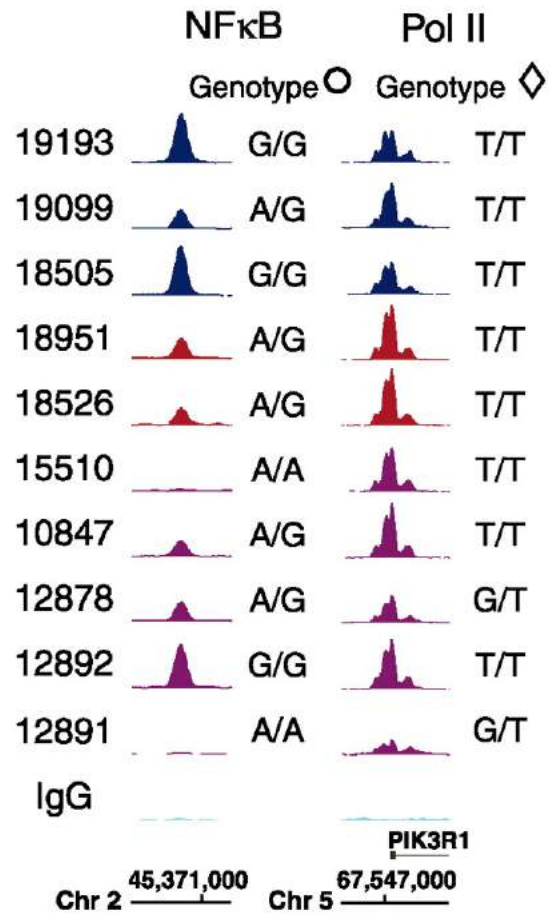 NFκB Pol II
Genotype Genotype
19193 G/G T/T
19099 A/G T/T
18505 G/G T/T
18951 A/G T/T
18526 A/G T/T
15510 A/A T/T
10847 A/G T/T
12878 A/G G/T
12892 G/G T/T
12891 A/A G/T
IgG
PIK3R1
45,371,000 67,547,000
Chr 2 Chr 5